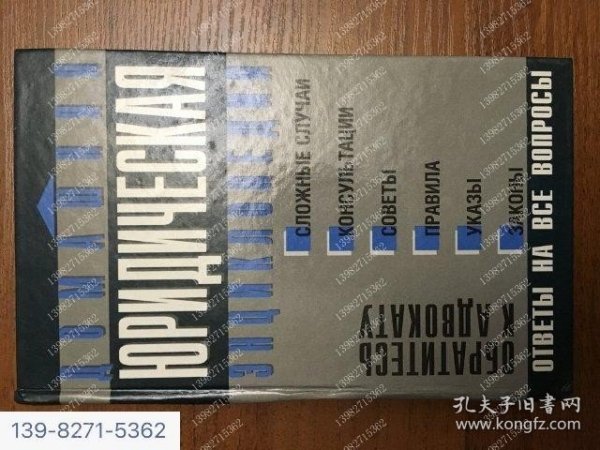 ДОМАШНЯЯ
ЮРИДИЧЕСКАЯ
ЭНЦИКЛОПЕДИЯ
СЛОЖНЫЕ СЛУЧАИ
КОНСУЛЬТАЦИИ
СОВЕТЫ
ПРАВИЛА
УКАЗЫ
ЗАКОНЫ
ОБРАТИТЕСЬ
К АДВОКАТУ
ОТВЕТЫ НА ВСЕ ВОПРОСЫ
139-8271-5362
13982715362
孔夫子旧书网
www.kongfz.com